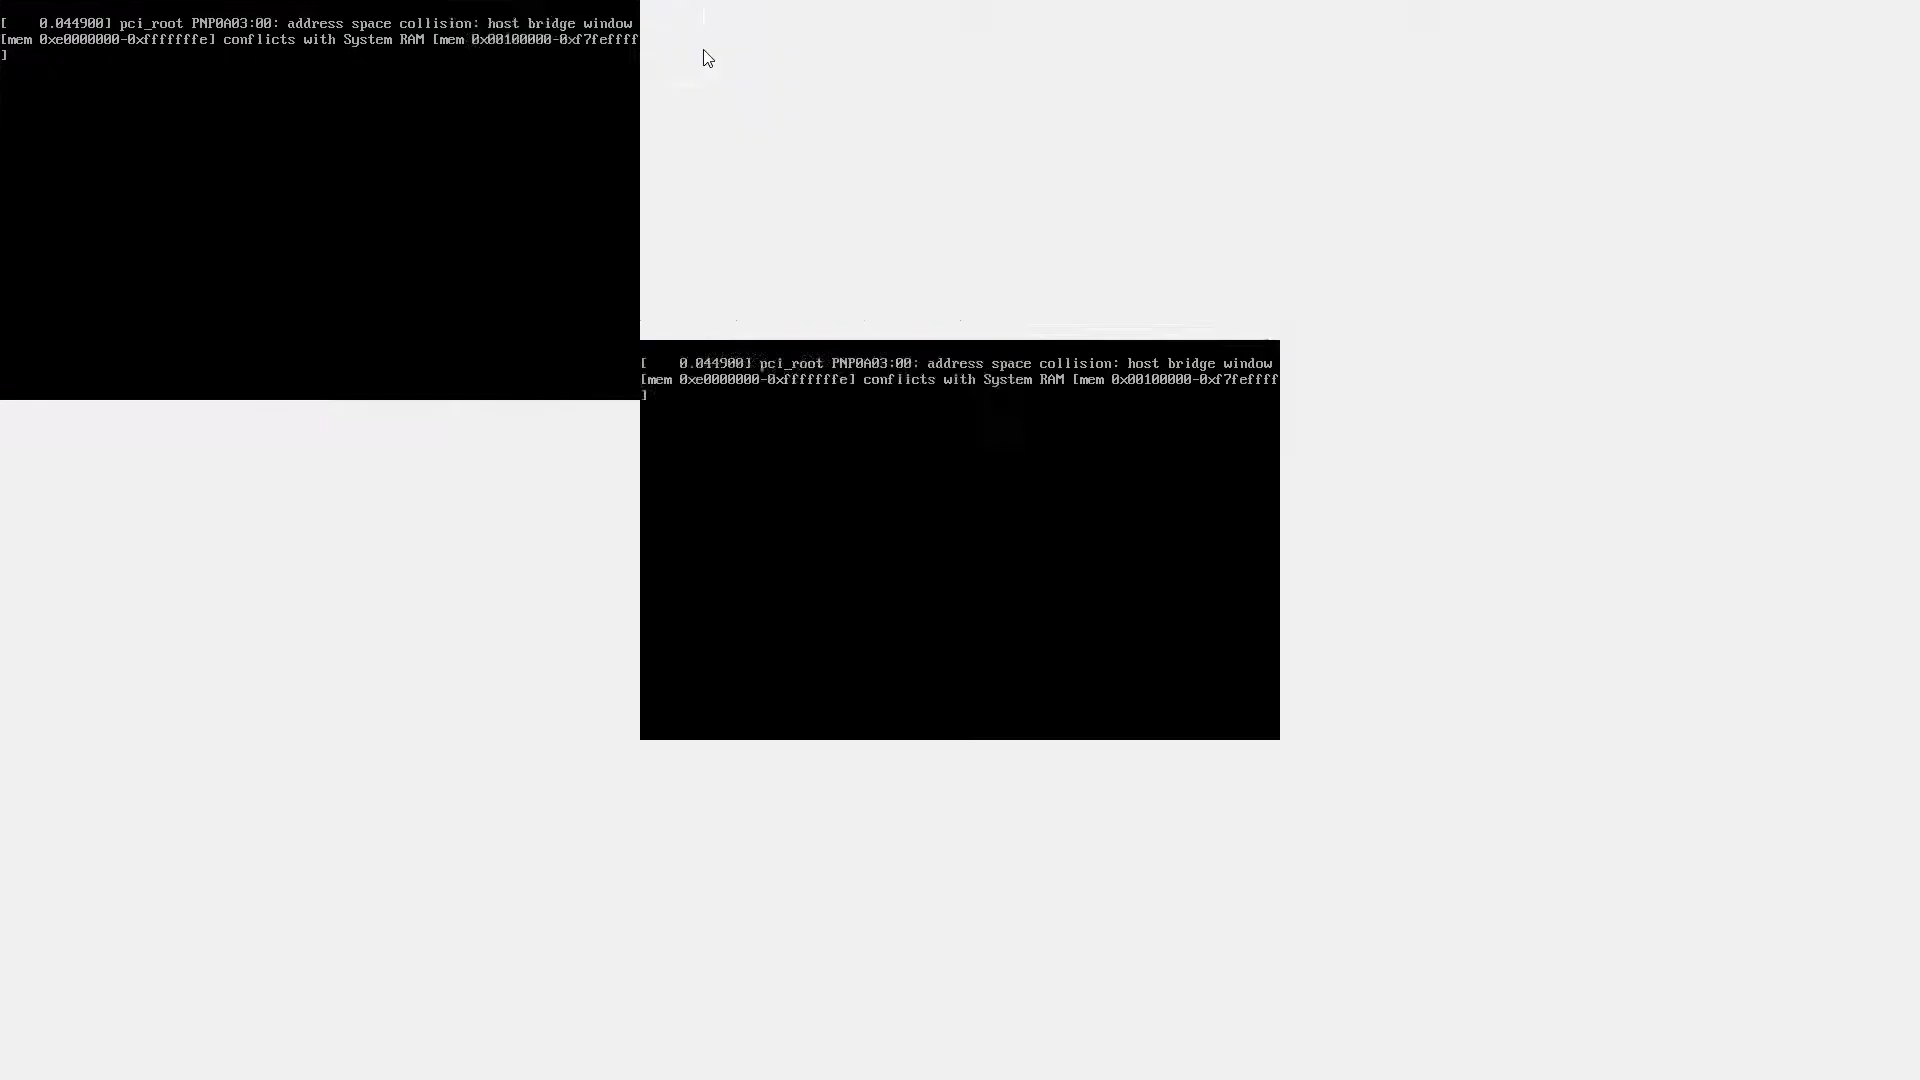 [    0.044900] pci_root PNP0A03:00: address space collision: host bridge window
[mem 0xe0000000-0xfffffffe] conflicts with System RAM [mem 0x00100000-0xf7feffff
]
[    0.044900] pci_root PNP0A03:00: address space collision: host bridge window
[mem 0xe0000000-0xfffffffe] conflicts with System RAM [mem 0x00100000-0xf7feffff
]